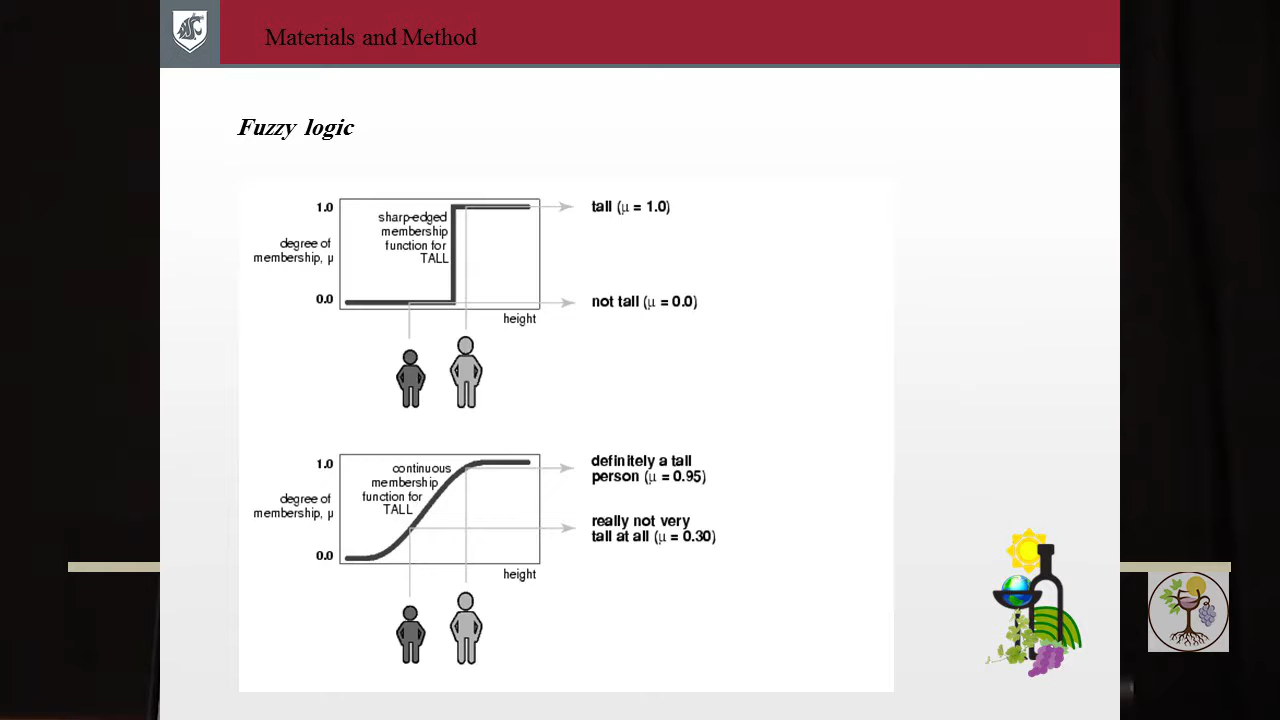 Materials and Method
Fuzzy logic
1.0
sharp-edged
membership
function for
TALL
degree of
membership, μ
0.0
height
tall (μ = 1.0)
not tall (μ = 0.0)
1.0
continuous
membership
function for
TALL
degree of
membership, μ
0.0
height
definitely a tall
person (μ = 0.95)
really not very
tall at all (μ = 0.30)